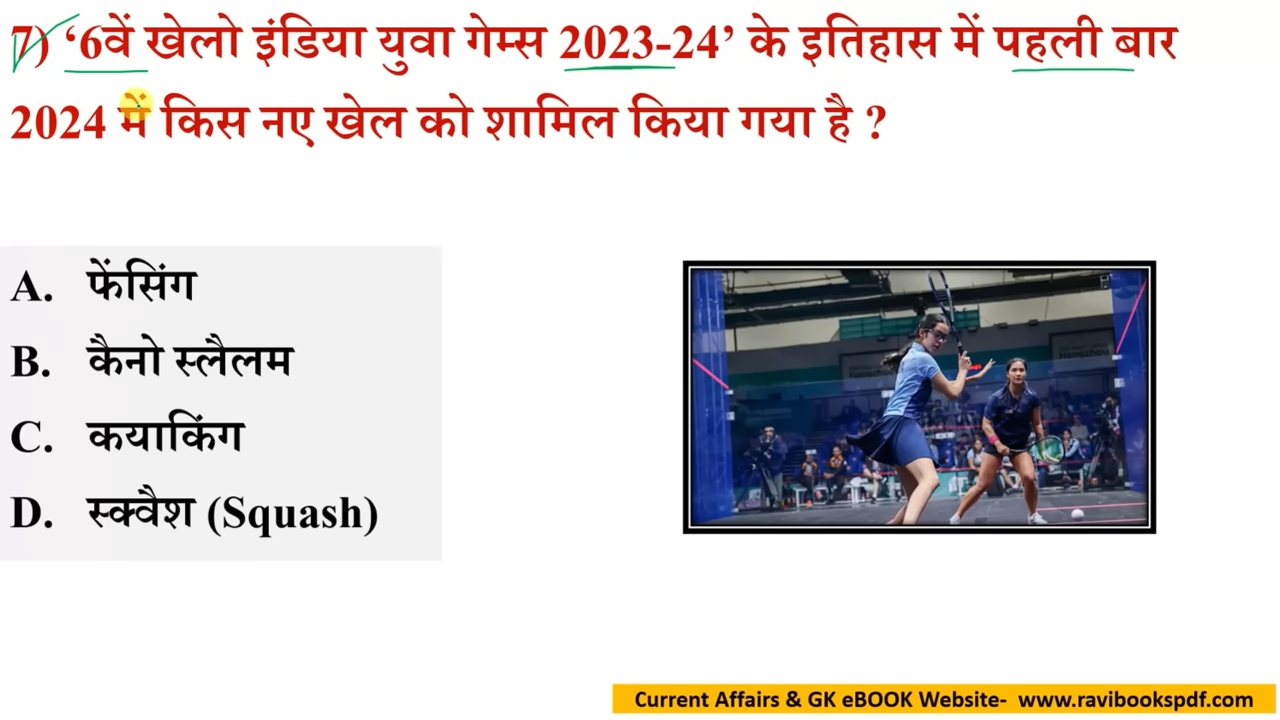 7) ‘6वें खेलो इंडिया युवा गेम्स 2023-24’ के इतिहास में पहली बार
2024 में किस नए खेल को शामिल किया गया है ?
A. फेंसिंग
B. कैनो स्लैलम
C. कयाकिंग
D. स्क्वैश (Squash)
Hangzhou
Current Affairs & GK eBOOK Website- www.ravibookspdf.com